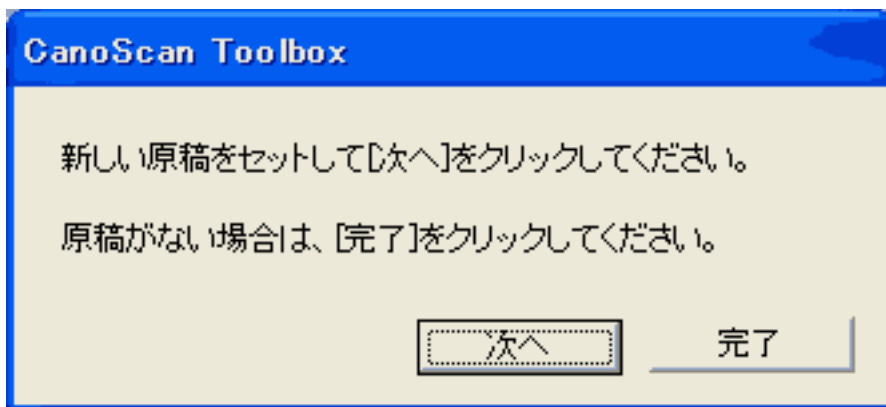 CanoScan Toolbox
新しい原稿をセットして[次へ]をクリックしてください。
原稿がない場合は、[完了]をクリックしてください。
次へ 完了